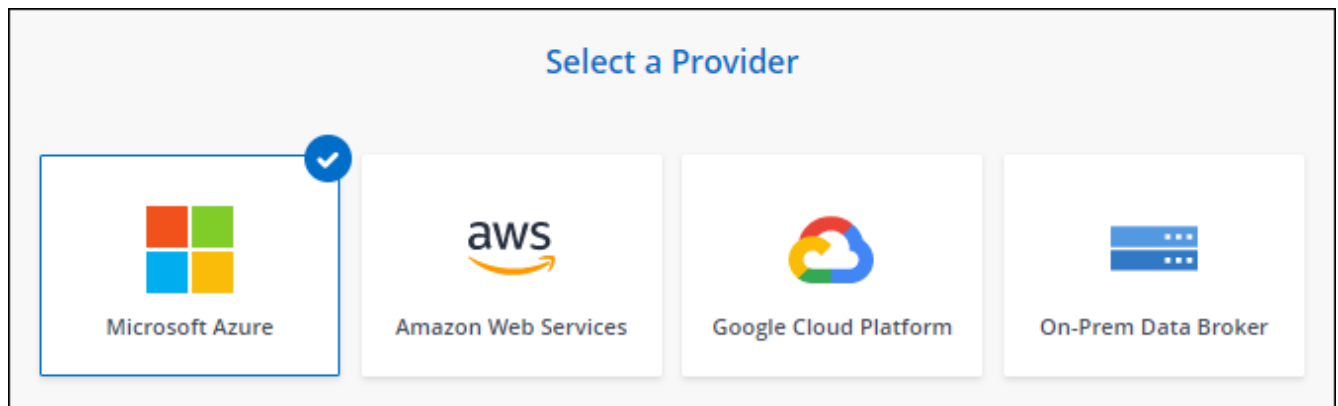 Select a Provider
aws
Microsoft Azure
Amazon Web Services
Google Cloud Platform
On-Prem Data Broker